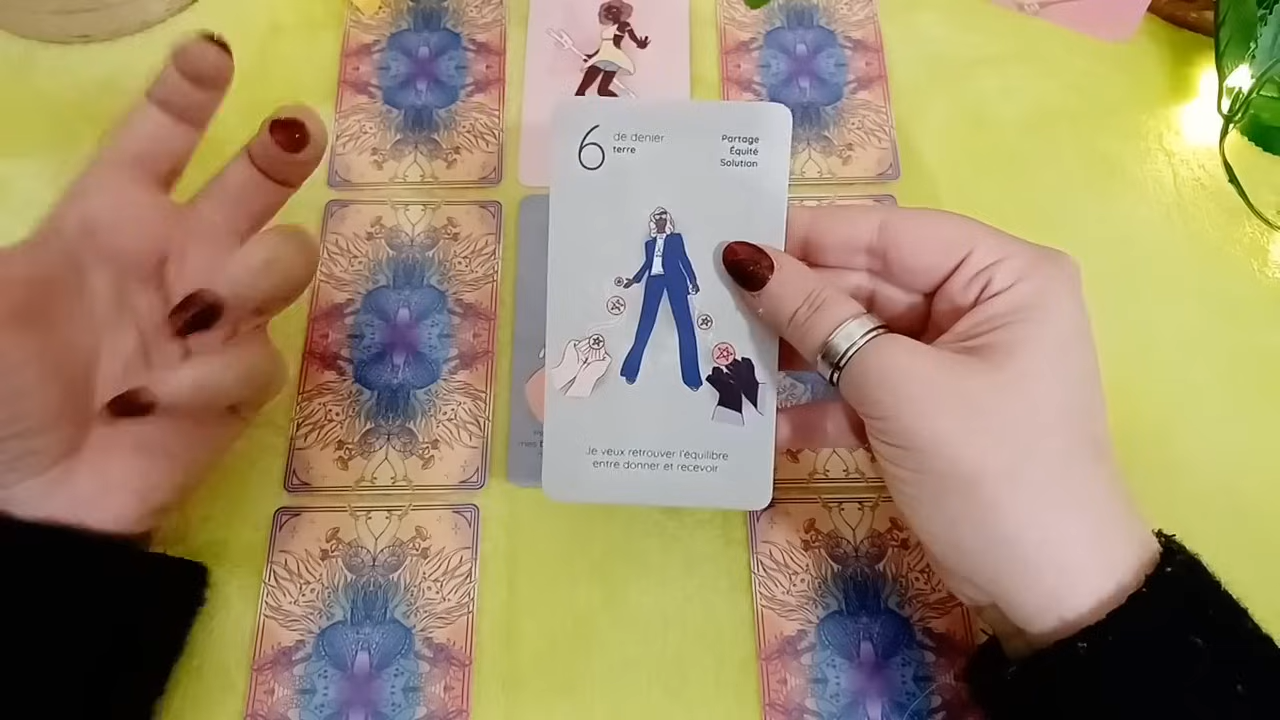 6 de denier
terre
Partage
Équité
Solution
Je veux retrouver l'équilibre
entre donner et recevoir